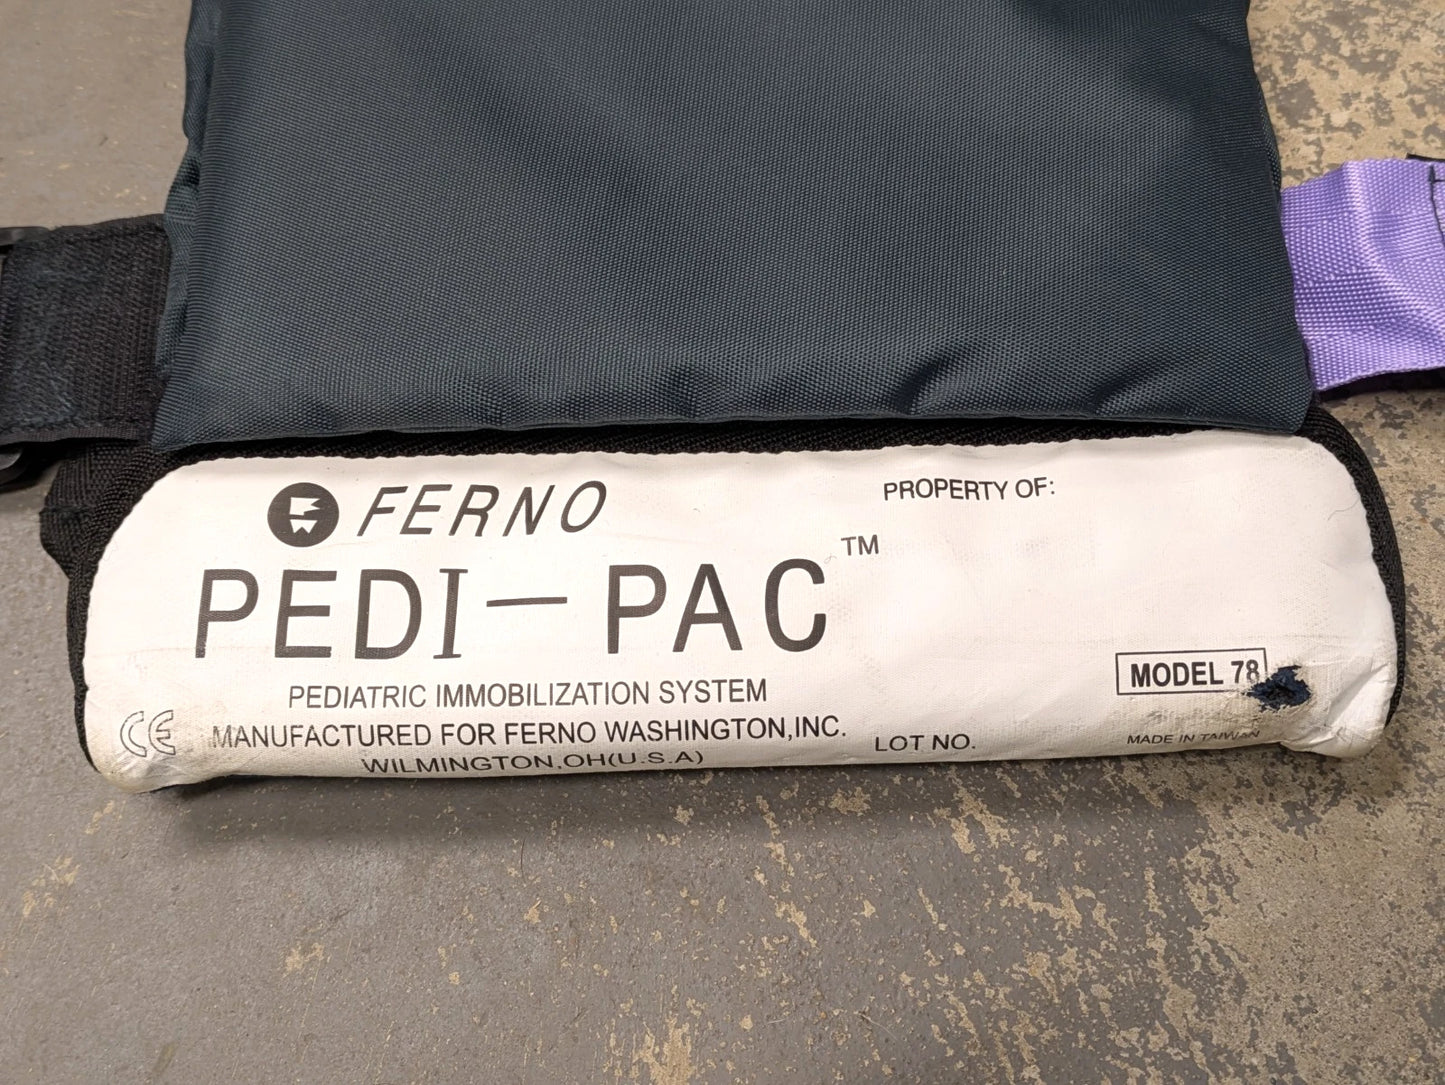 FERNO
PEDI-PAC™
PEDIATRIC IMMOBILIZATION SYSTEM
CE MANUFACTURED FOR FERNO WASHINGTON,INC.
WILMINGTON,OH(U.S.A)
PROPERTY OF:
MODEL 78
LOT NO.
MADE IN TAIWAN